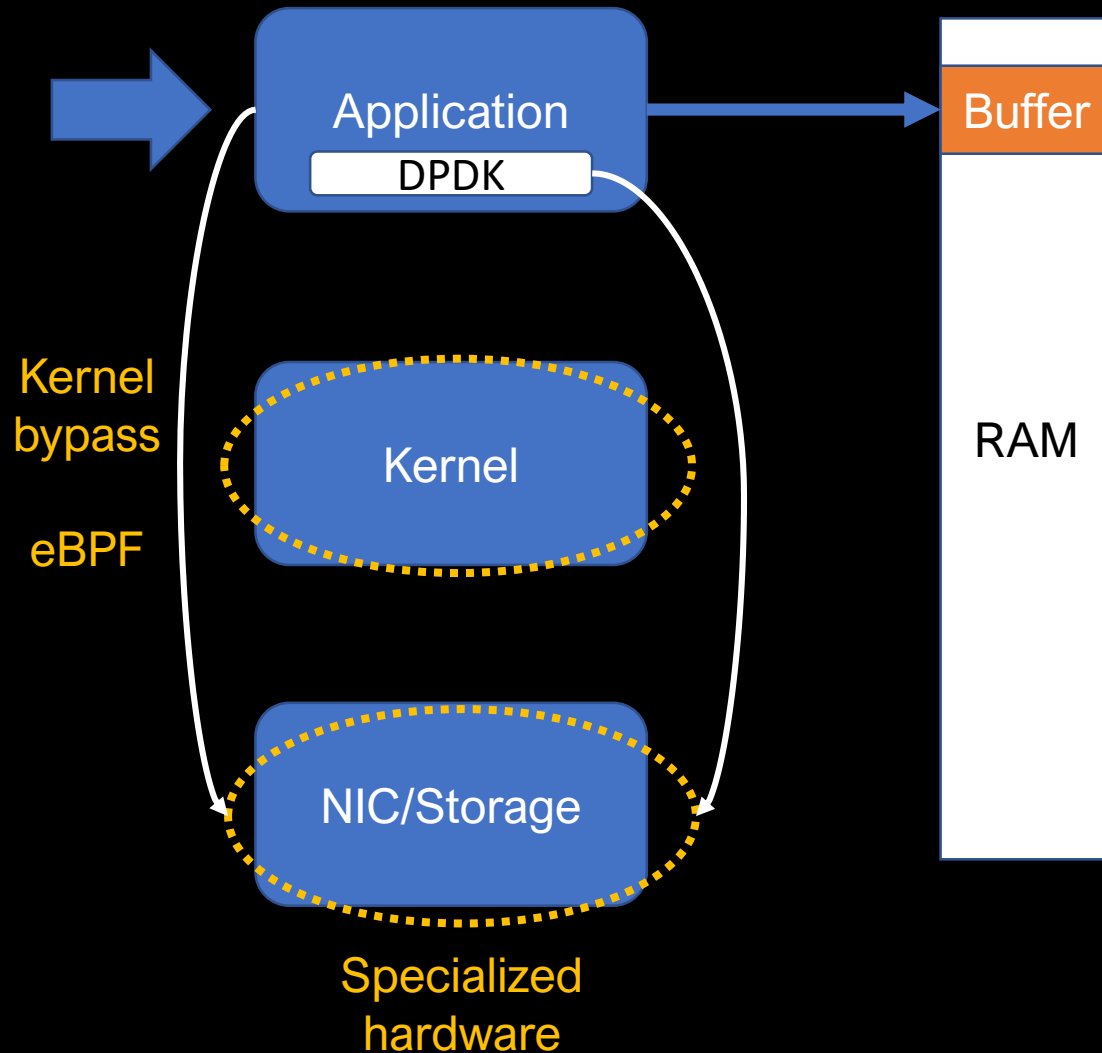 Application
DPDK
Buffer
Kernel
bypass
eBPF
Kernel
RAM
NIC/Storage
Specialized
hardware